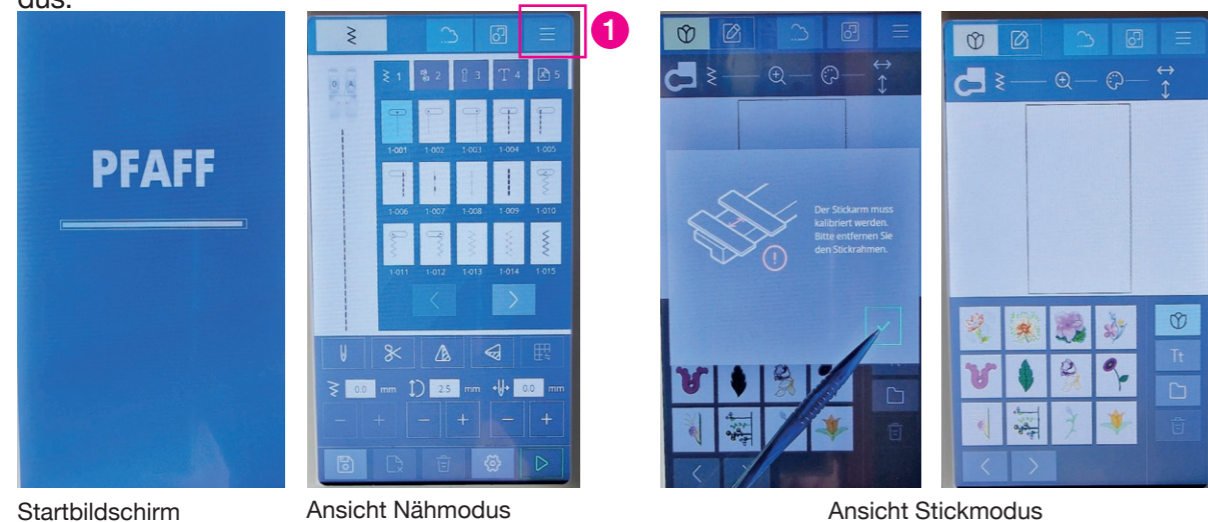 dus.
1
PFAFF
1 2 3 T 4 5
1-001 1-002 1-003 1-004 1-005
1-006 1-007 1-008 1-009 1-010
1-011 1-012 1-013 1-014 1-015
0.0 mm 2.5 mm 0.0 mm
Der Stickarm muss
kalibriert werden.
Bitte entfernen Sie
den Stickrahmen.
Tt
Startbildschirm
Ansicht Nähmodus
Ansicht Stickmodus